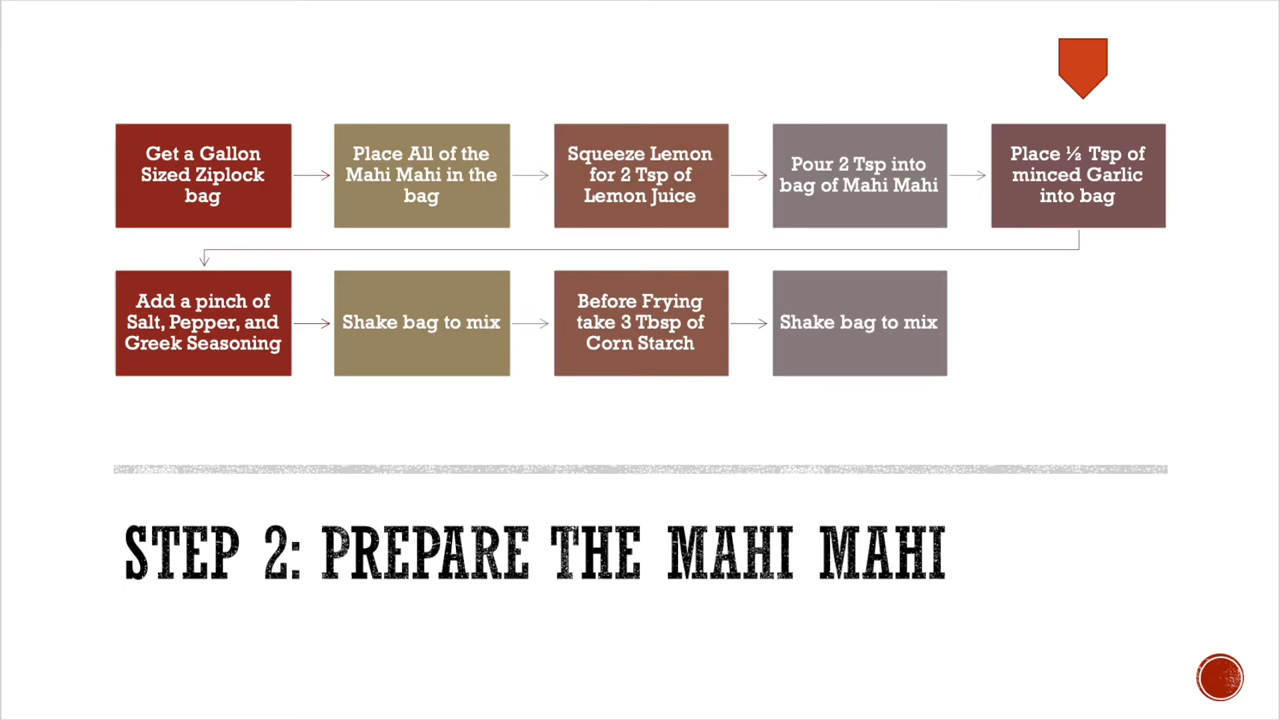 Get a Gallon
Sized Ziplock
bag
Place All of the
Mahi Mahi in the
bag
Squeeze Lemon
for 2 Tsp of
Lemon Juice
Pour 2 Tsp into
bag of Mahi Mahi
Place ½ Tsp of
minced Garlic
into bag
Add a pinch of
Salt, Pepper, and
Greek Seasoning
Shake bag to mix
Before Frying
take 3 Tbsp of
Corn Starch
Shake bag to mix
STEP 2: PREPARE THE MAHI MAHI